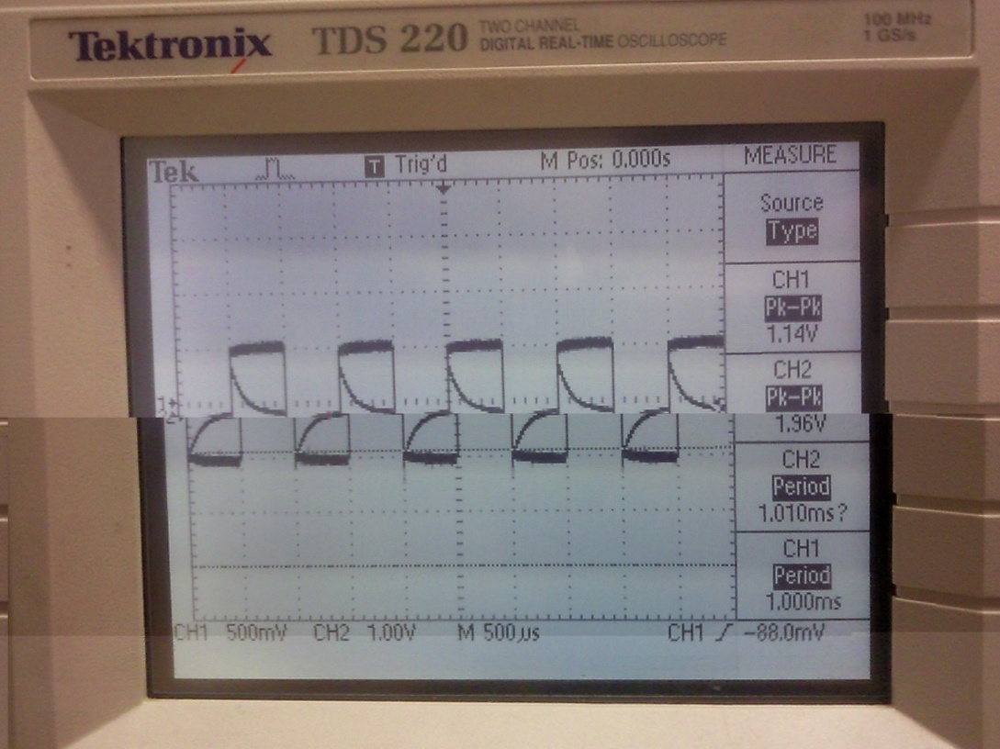 Tektronix TDS 220 TWO CHANNEL DIGITAL REAL-TIME OSCILLOSCOPE
100 MHz
1 GS/s
Tek T Trig'd M Pos: 0.000s MEASURE
Source
Type
CH1
Pk-Pk
1.14V
CH2
Pk-Pk
1.96V
CH2
Period
1.010ms?
CH1
Period
1.000ms
1
CH1 500mV CH2 1.00V M 500µs CH1 -88.0mV